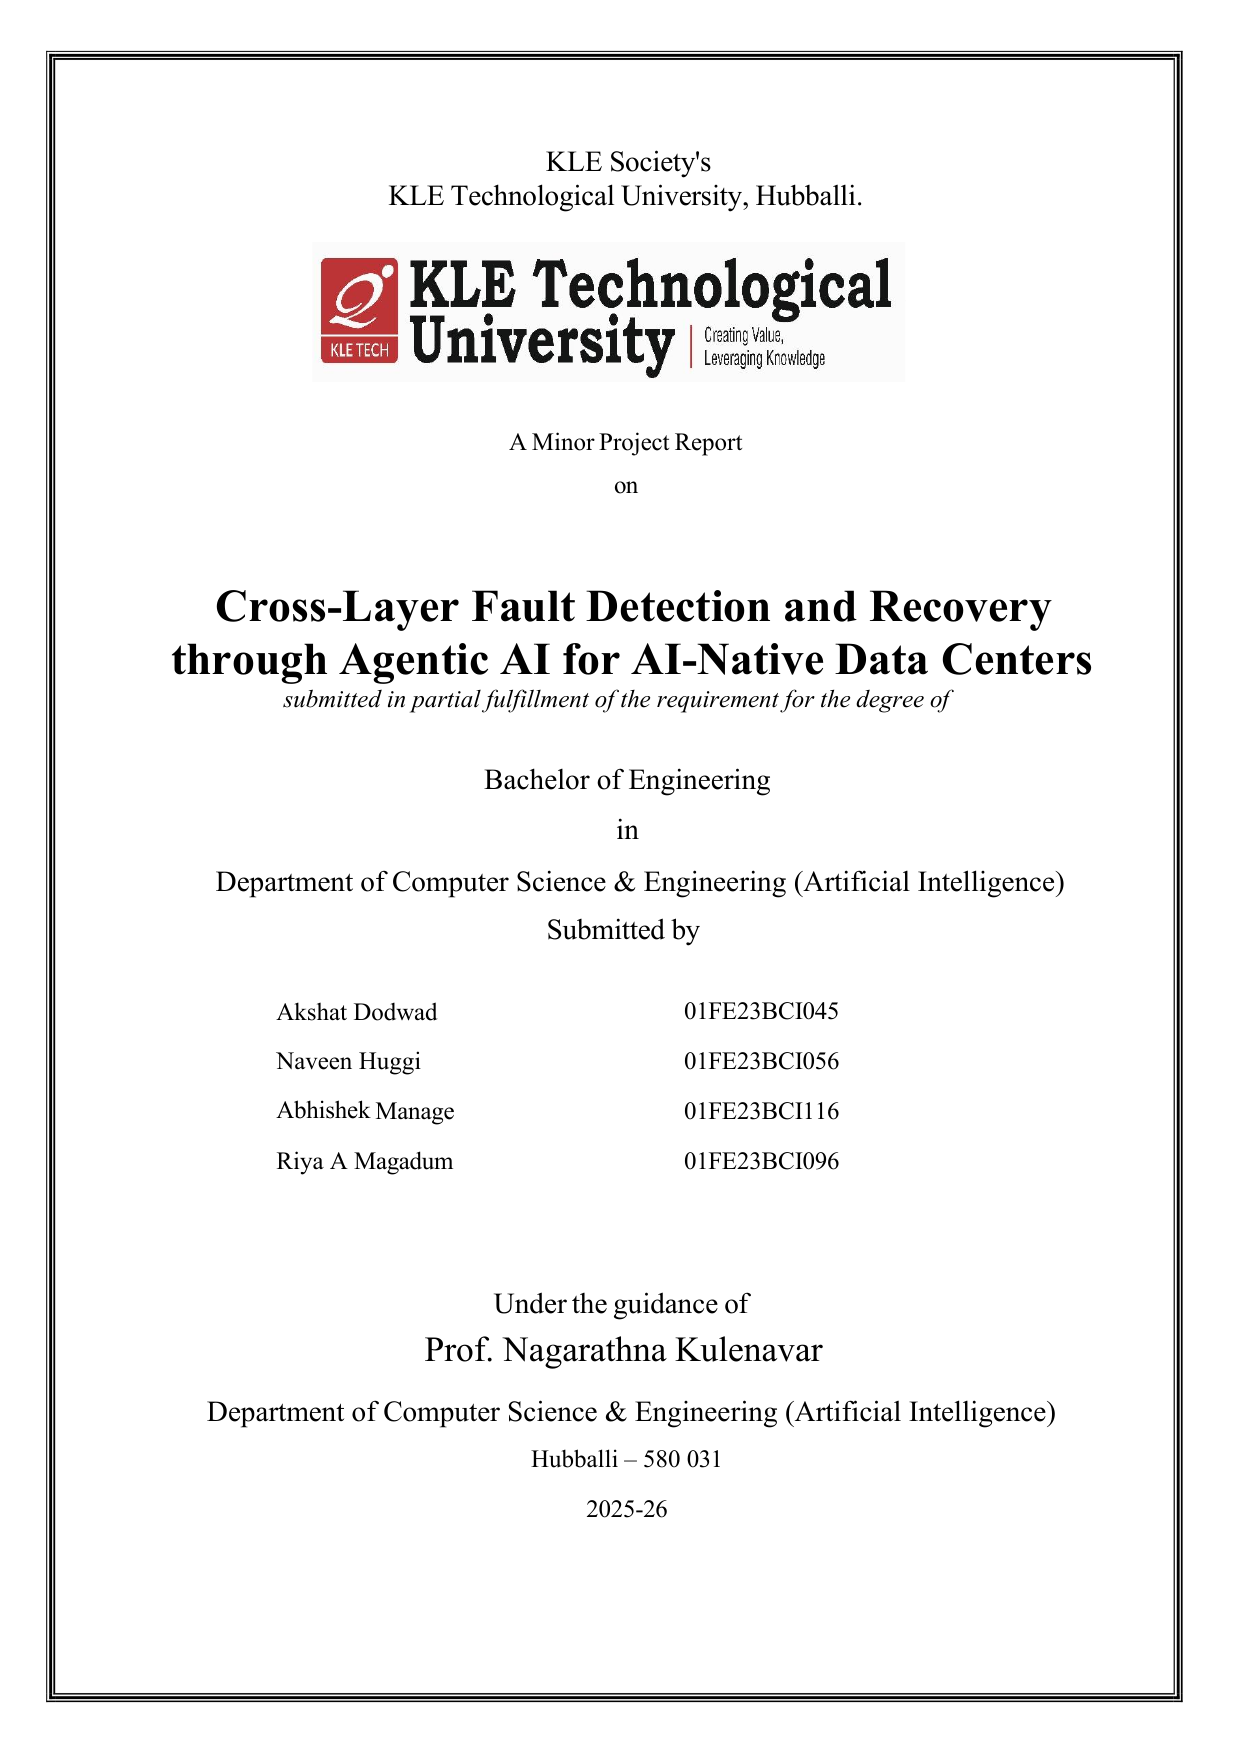 KLE Society's
KLE Technological University, Hubballi.
KLE Technological
University
Creating Value,
Leveraging Knowledge
KLE TECH
A Minor Project Report
on
Cross-Layer Fault Detection and Recovery
through Agentic AI for AI-Native Data Centers
submitted in partial fulfillment of the requirement for the degree of
Bachelor of Engineering
in
Department of Computer Science & Engineering (Artificial Intelligence)
Submitted by
Akshat Dodwad 01FE23BCI045
Naveen Huggi 01FE23BCI056
Abhishek Manage 01FE23BCI116
Riya A Magadum 01FE23BCI096
Under the guidance of
Prof. Nagarathna Kulenavar
Department of Computer Science & Engineering (Artificial Intelligence)
Hubballi – 580 031
2025-26